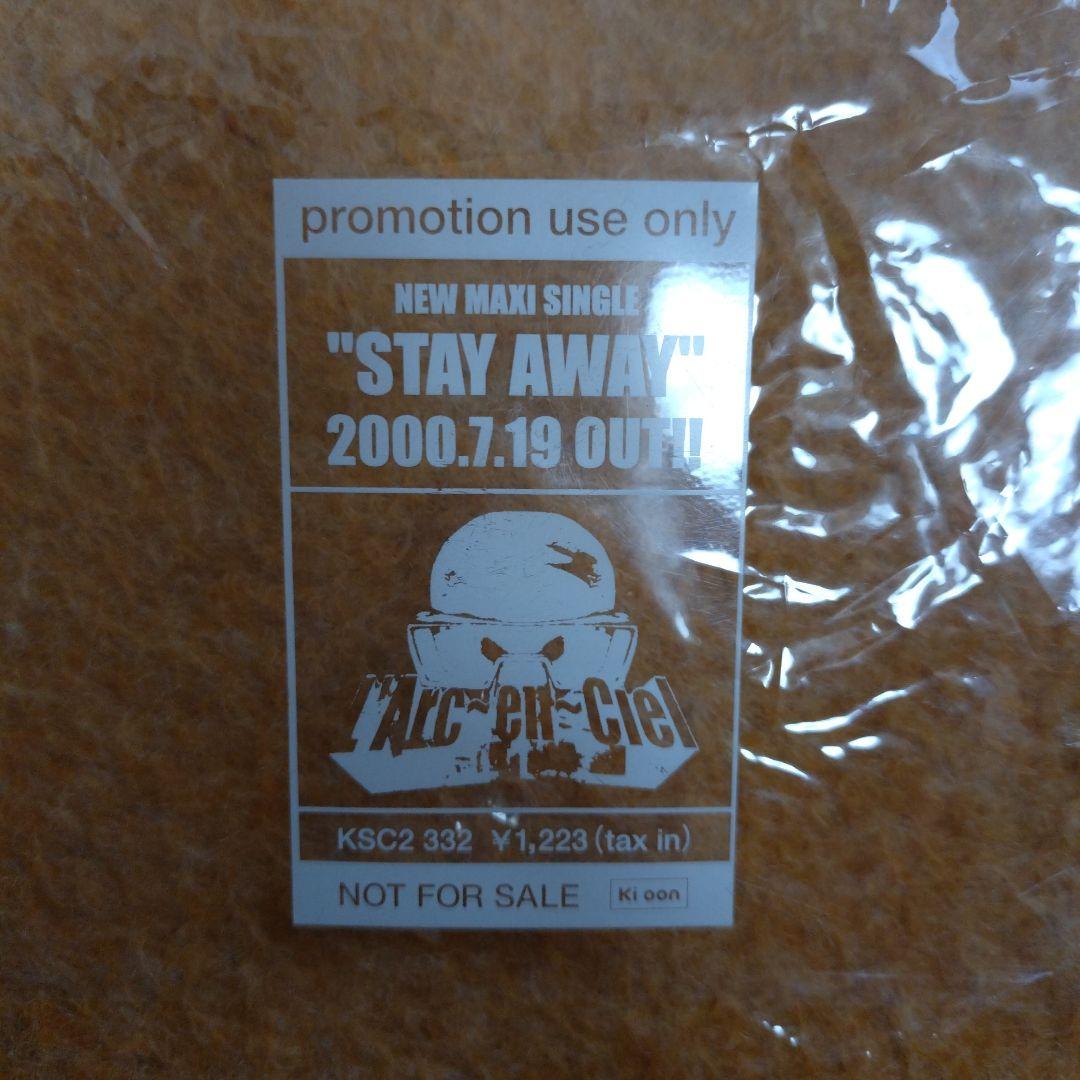 promotion use only
NEW MAXI SINGLE
"STAY AWAY"
2000.7.19 OUT!!
L'Arc~en~Ciel
KSC2 332 ¥1,223 (tax in)
NOT FOR SALE
Ki oon